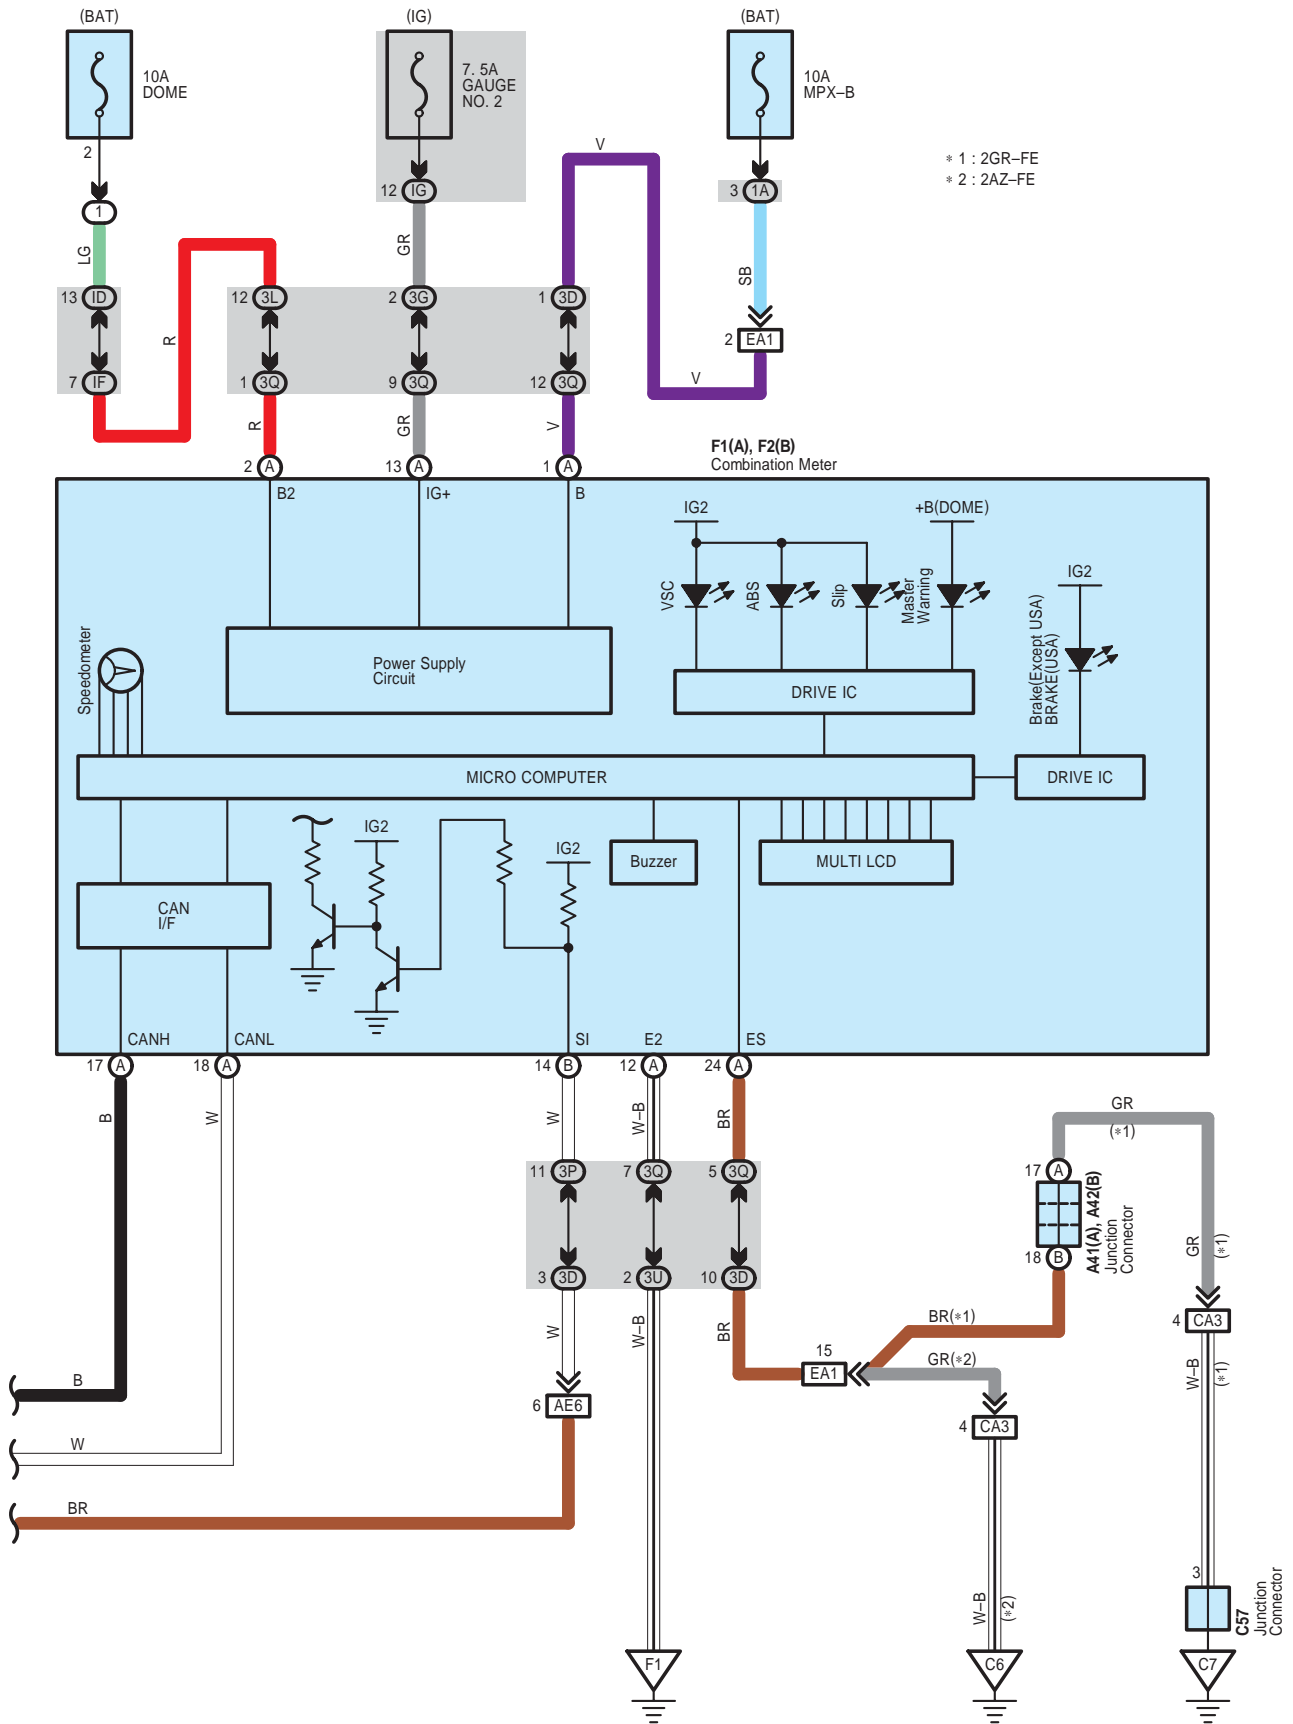 (BAT)
(IG)
(BAT)
10A
DOME
7. 5A
GAUGE
NO. 2
10A
MPX–B
2
V
∗ 1 : 2GR–FE
∗ 2 : 2AZ–FE
12 IG
3 1A
1
LG
GR
SB
13 ID
12 3L
2 3G
1 3D
R
2 EA1
7 IF
1 3Q
9 3Q
12 3Q
V
R
GR
V
F1(A), F2(B)
Combination Meter
2 A
13 A
1 A
B2
IG+
B
IG2
+B(DOME)
VSC
ABS
Slip
Master
Warning
IG2
Brake(Except USA)
BRAKE(USA)
Speedometer
Power Supply
Circuit
DRIVE IC
MICRO COMPUTER
DRIVE IC
IG2
IG2
Buzzer
MULTI LCD
CAN
I/F
CANH
CANL
SI
E2
ES
17 A
18 A
14 B
12 A
24 A
B
W
W
W–B
BR
GR
(∗1)
11 3P
7 3Q
5 3Q
17 A
A41(A), A42(B)
Junction
Connector
GR
(∗1)
18 B
3 3D
2 3U
10 3D
BR(∗1)
4 CA3
W
W–B
BR
15
EA1
GR(∗2)
W–B
(∗1)
B
6 AE6
4 CA3
W
BR
3
C57
Junction
Connector
W–B
(∗2)
F1
C6
C7